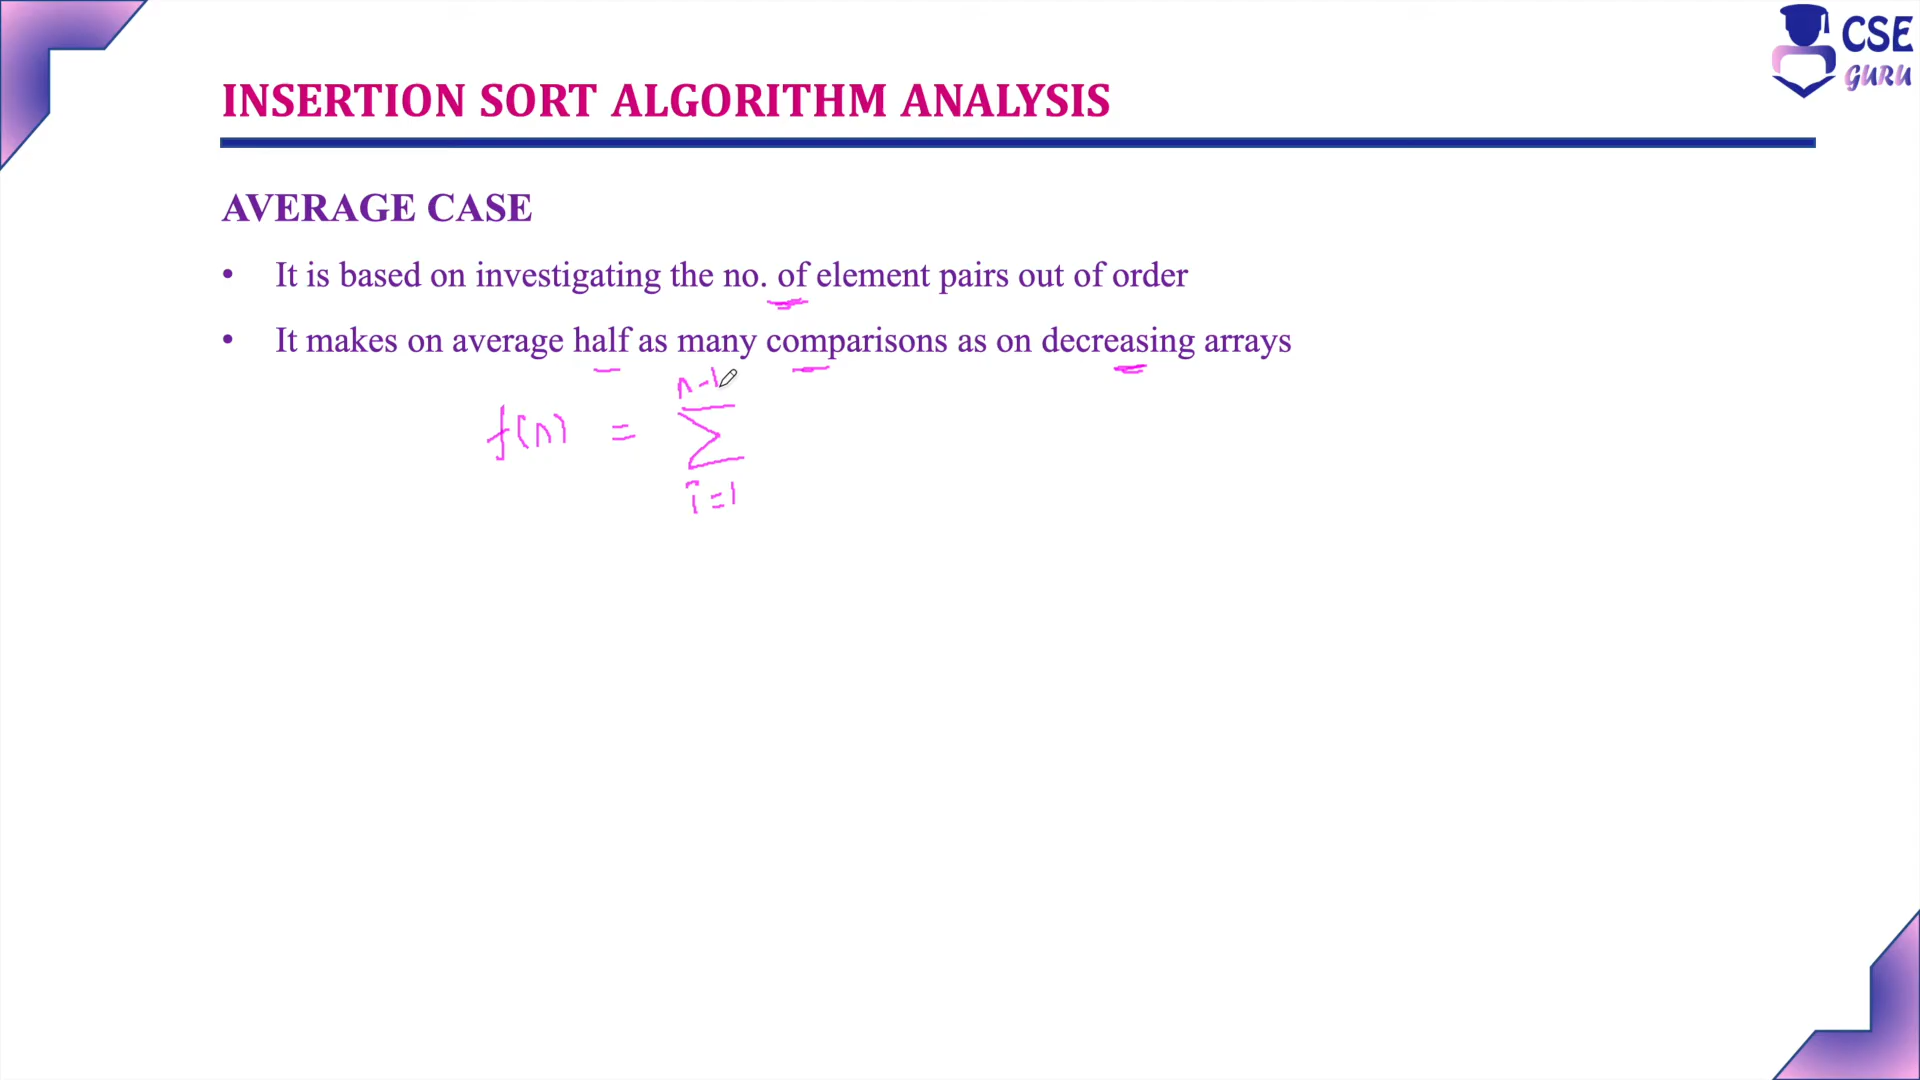 CSE
GURU
INSERTION SORT ALGORITHM ANALYSIS
AVERAGE CASE
• It is based on investigating the no. of element pairs out of order
• It makes on average half as many comparisons as on decreasing arrays
n-1
f(n) = ∑
i=1